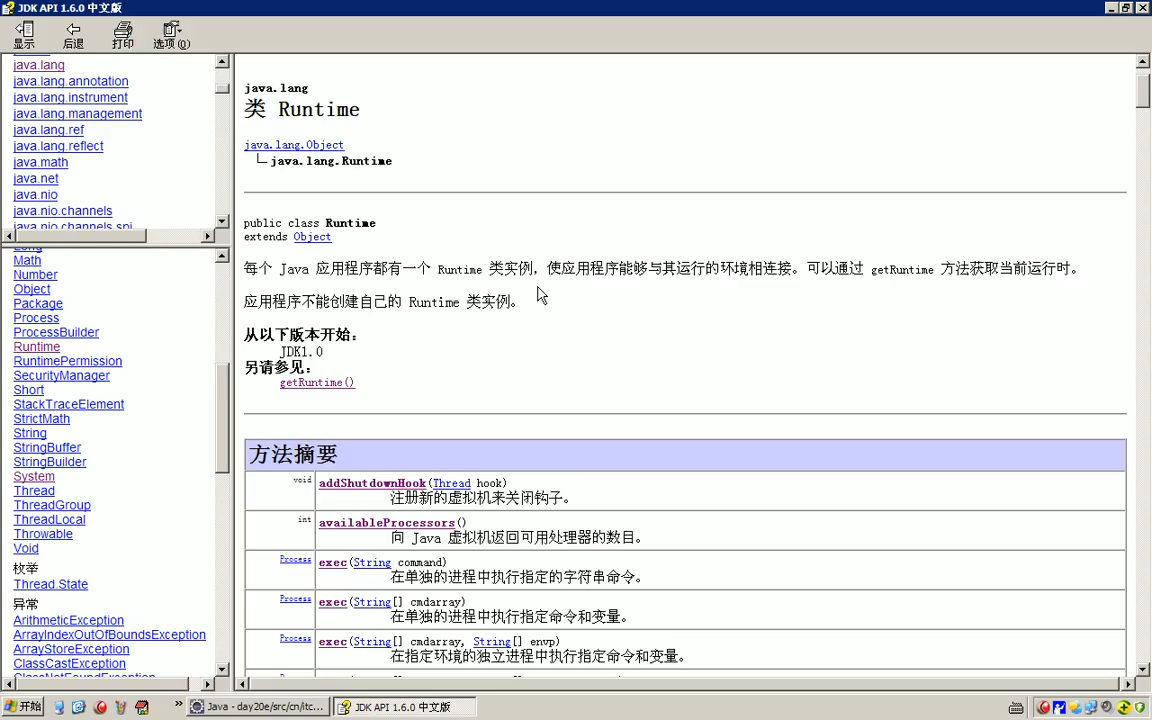 JDK API 1.6.0 中文版
显示 后退 打印 选项(O)
java.lang
java.lang.annotation
java.lang.instrument
java.lang.management
java.lang.ref
java.lang.reflect
java.math
java.net
java.nio
java.nio.channels
java.nio.channels.spi
Long
Math
Number
Object
Package
Process
ProcessBuilder
Runtime
RuntimePermission
SecurityManager
Short
StackTraceElement
StrictMath
String
StringBuffer
StringBuilder
System
Thread
ThreadGroup
ThreadLocal
Throwable
Void
枚举
Thread.State
异常
ArithmeticException
ArrayIndexOutOfBoundsException
ArrayStoreException
ClassCastException
ClassNotFoundException
java.lang
类 Runtime
java.lang.Object
java.lang.Runtime
public class Runtime
extends Object
每个 Java 应用程序都有一个 Runtime 类实例，使应用程序能够与其运行的环境相连接。可以通过 getRuntime 方法获取当前运行时。
应用程序不能创建自己的 Runtime 类实例。
从以下版本开始：
JDK1.0
另请参见：
getRuntime()
方法摘要
void addShutdownHook(Thread hook)
注册新的虚拟机来关闭钩子。
int availableProcessors()
向 Java 虚拟机返回可用处理器的数目。
Process exec(String command)
在单独的进程中执行指定的字符串命令。
Process exec(String[] cmdarray)
在单独的进程中执行指定命令和变量。
Process exec(String[] cmdarray, String[] envp)
在指定环境的独立进程中执行指定命令和变量。
开始 » Java - day20e/src/cn/itc... JDK API 1.6.0 中文版